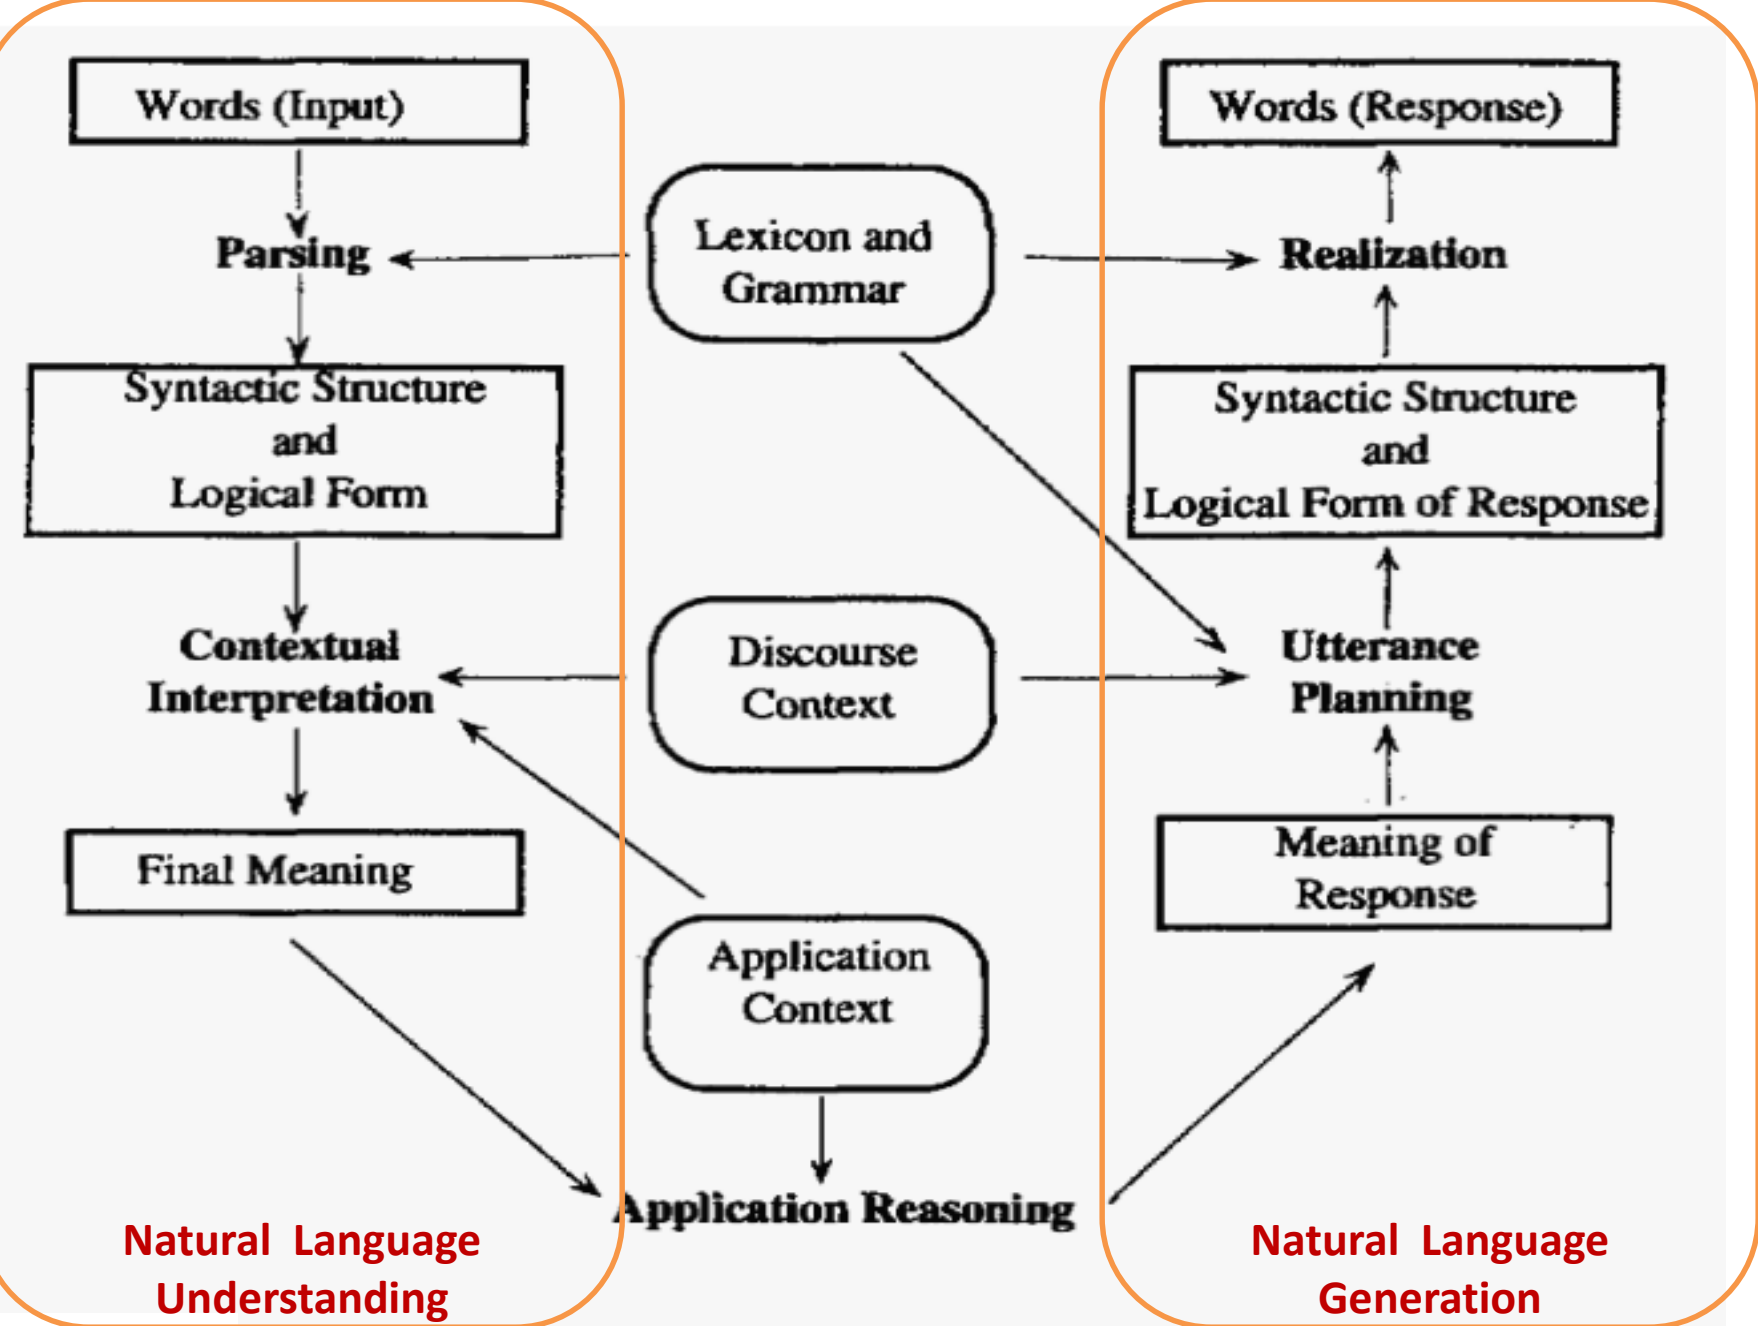 Words (Input)
Parsing
Syntactic Structure
and
Logical Form
Contextual
Interpretation
Final Meaning
Natural Language
Understanding
Lexicon and
Grammar
Discourse
Context
Application
Context
Application Reasoning
Words (Response)
Realization
Syntactic Structure
and
Logical Form of Response
Utterance
Planning
Meaning of
Response
Natural Language
Generation